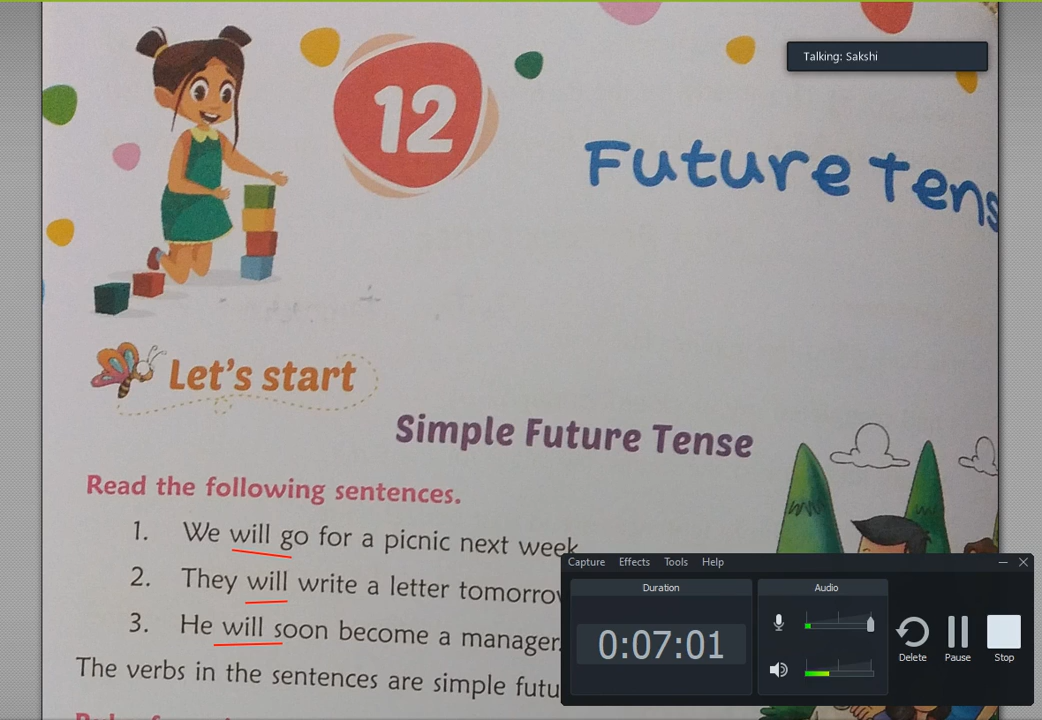 Talking: Sakshi
12
Future Tens
Let's start
Simple Future Tense
Read the following sentences.
1. We will go for a picnic next week
2. They will write a letter tomorrow
3. He will soon become a manager.
The verbs in the sentences are simple futu
Capture Effects Tools Help
Duration
Audio
0:07:01
Delete
Pause
Stop